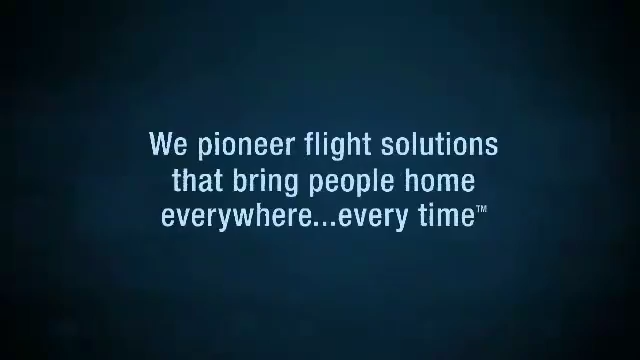 We pioneer flight solutions
that bring people home
everywhere...every time™